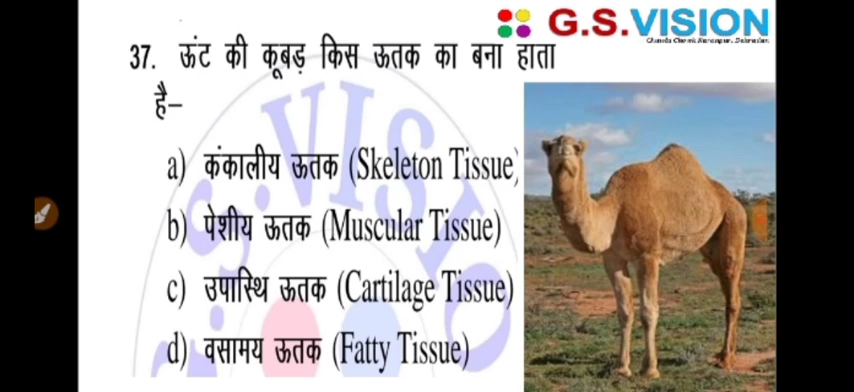 G.S.VISION
37. ऊंट की कूबड़ किस ऊतक का बना हाता
है–
a) कंकालीय ऊतक (Skeleton Tissue)
b) पेशीय ऊतक (Muscular Tissue)
c) उपास्थि ऊतक (Cartilage Tissue)
d) वसामय ऊतक (Fatty Tissue)